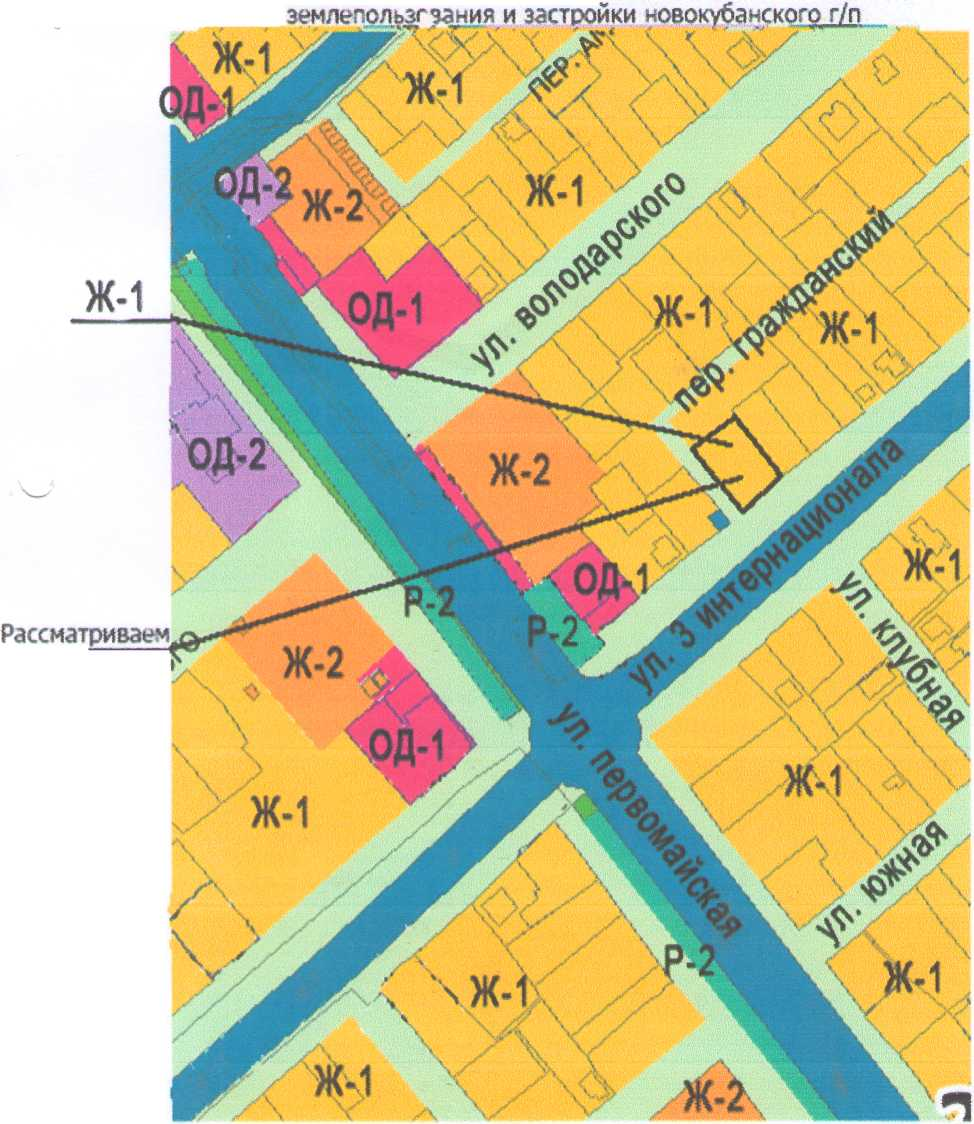 землепользования и застройки новокубанского г/п
Ж-1
ОД-1
Ж-1
ПЕР.
ОД-2
Ж-2
Ж-1
ул. володарского
Ж-1
ОД-1
Ж-1
пер. гражданский
Ж-1
ОД-2
Ж-2
ул. 3 интернационала
Ж-1
ОД-1
Р-2
Р-2
ул. клубная
Рассматриваем
Ж-2
ОД-1
ул. первомайская
Ж-1
Ж-1
ул. южная
Р-2
Ж-1
Ж-1
Ж-1
Ж-2